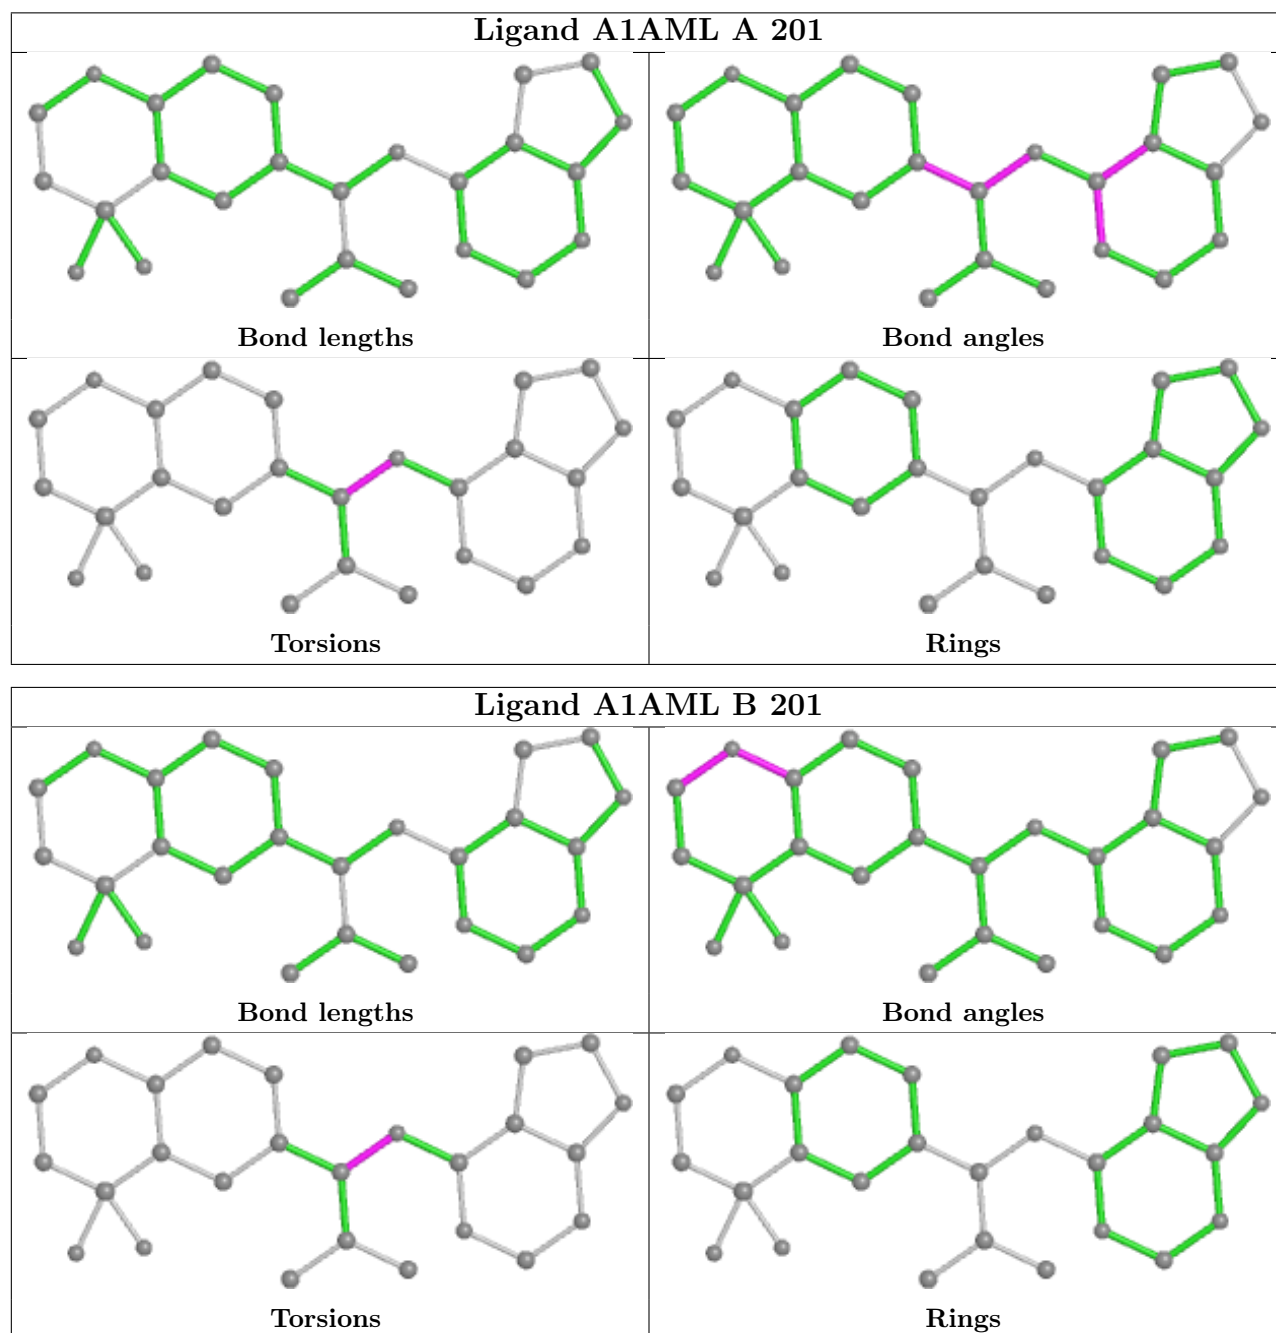 Ligand A1AML A 201
Bond lengths
Bond angles
Torsions
Rings
Ligand A1AML B 201
Bond lengths
Bond angles
Torsions
Rings